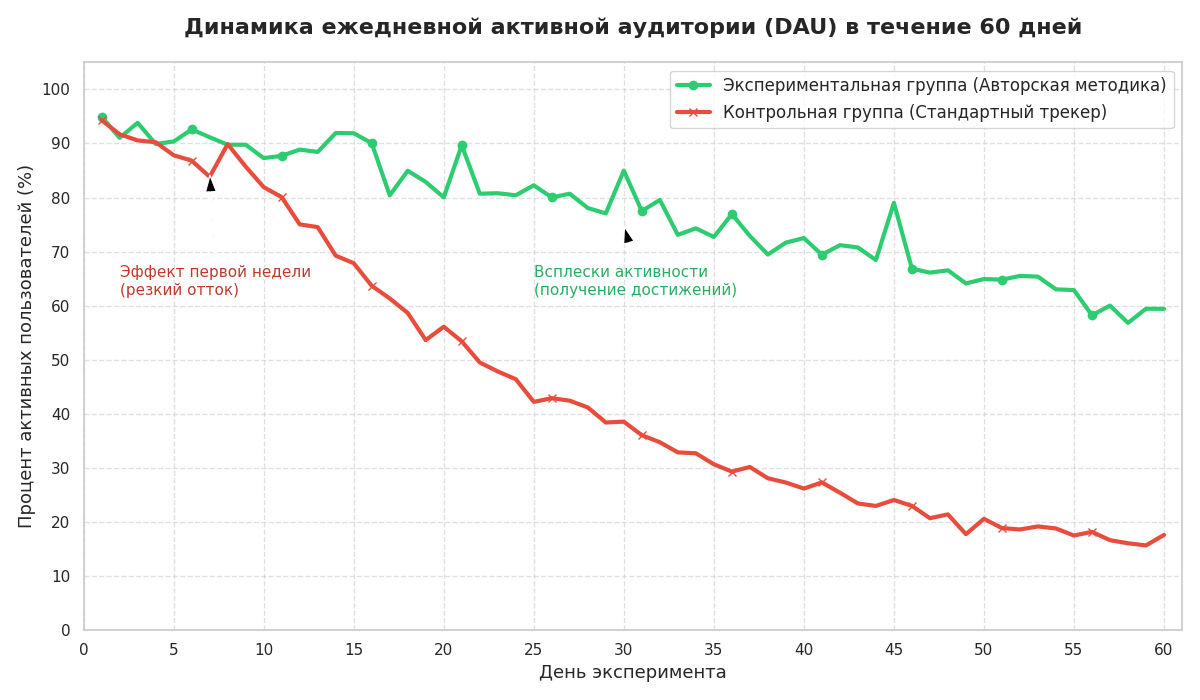 Динамика ежедневной активной аудитории (DAU) в течение 60 дней
Экспериментальная группа (Авторская методика)
Контрольная группа (Стандартный трекер)
Процент активных пользователей (%)
100
90
80
70
60
50
40
30
20
10
0
Эффект первой недели
(резкий отток)
Всплески активности
(получение достижений)
0 5 10 15 20 25 30 35 40 45 50 55 60
День эксперимента